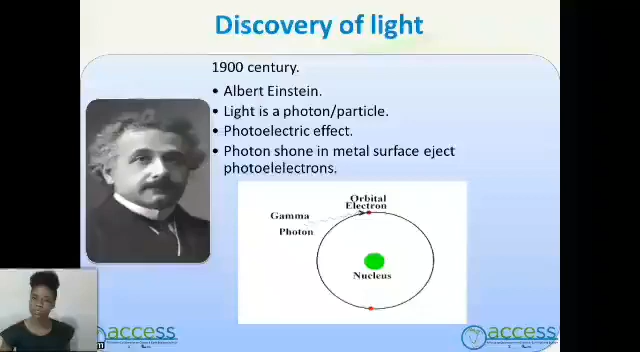 Discovery of light
1900 century.
• Albert Einstein.
• Light is a photon/particle.
• Photoelectric effect.
• Photon shone in metal surface eject
photoelelectrons.
Orbital
Electron
Gamma
Photon
Nucleus
access
access